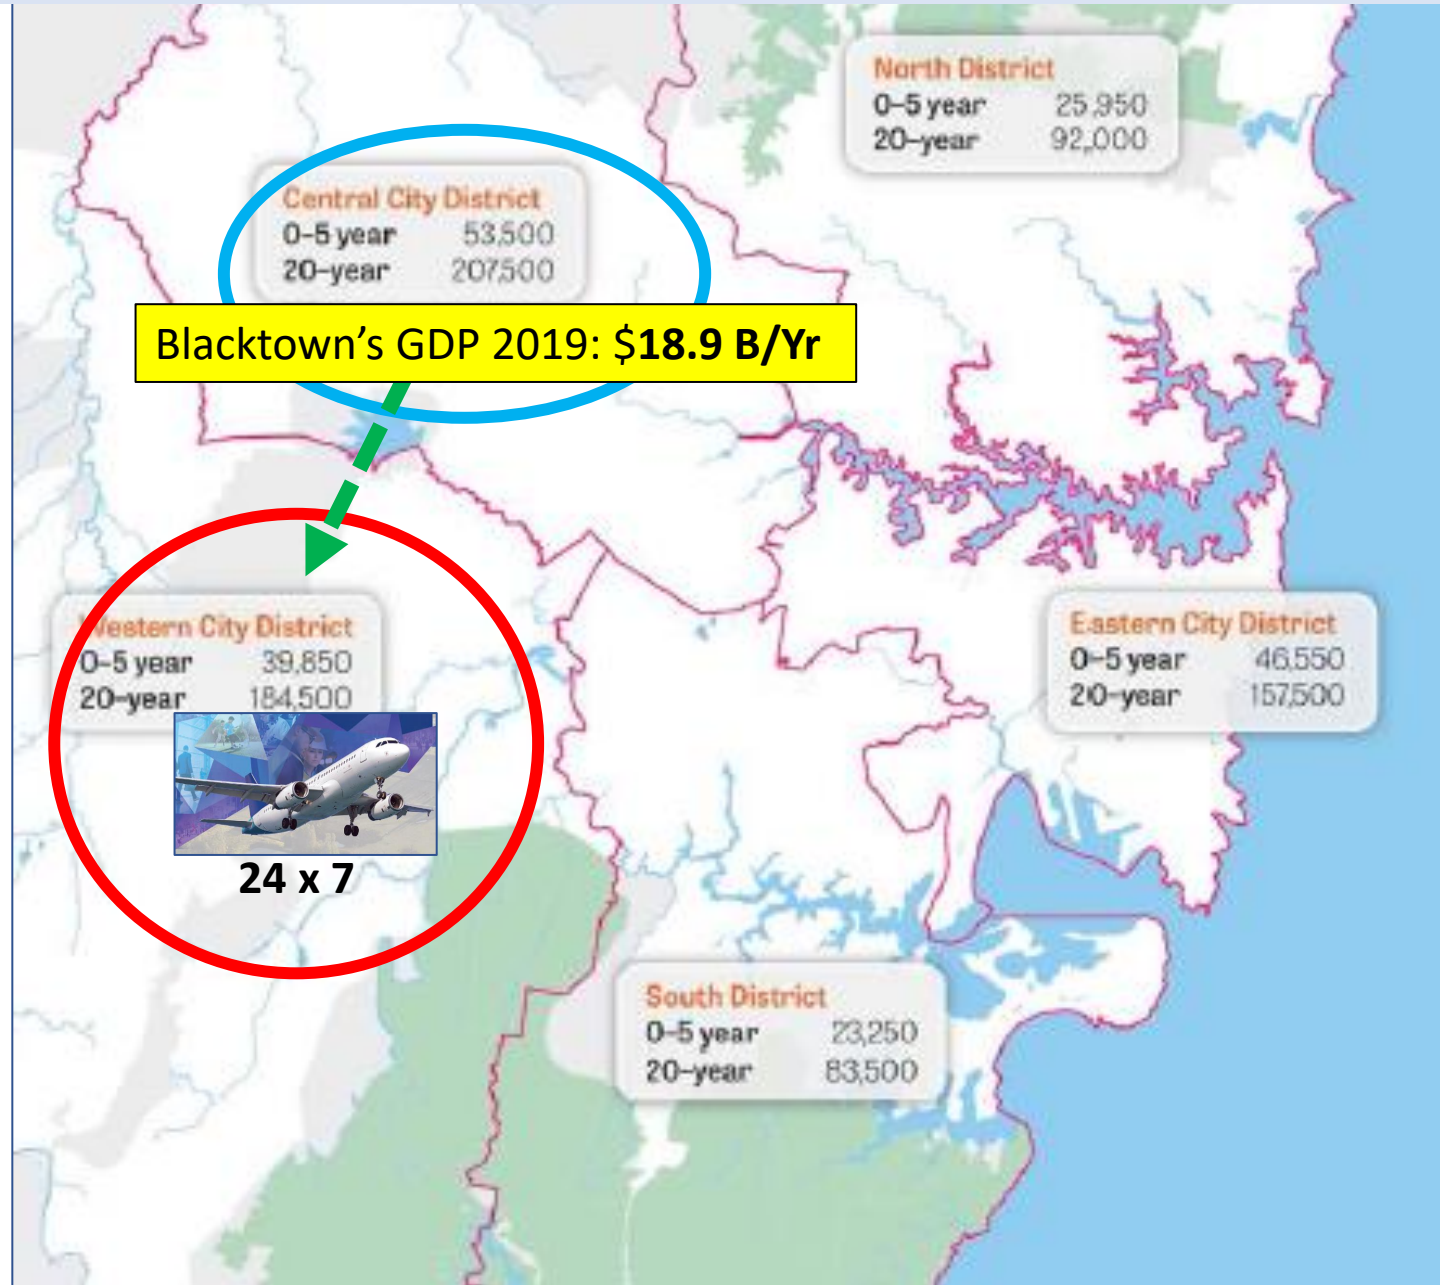 North District
0–5 year 25,950
20–year 92,000
Central City District
0–5 year 53,500
20–year 207,500
Blacktown’s GDP 2019: $18.9 B/Yr
Western City District
0–5 year 39,850
20–year 184,500
24 x 7
Eastern City District
0–5 year 46,550
20–year 157,500
South District
0–5 year 23,250
20–year 83,500